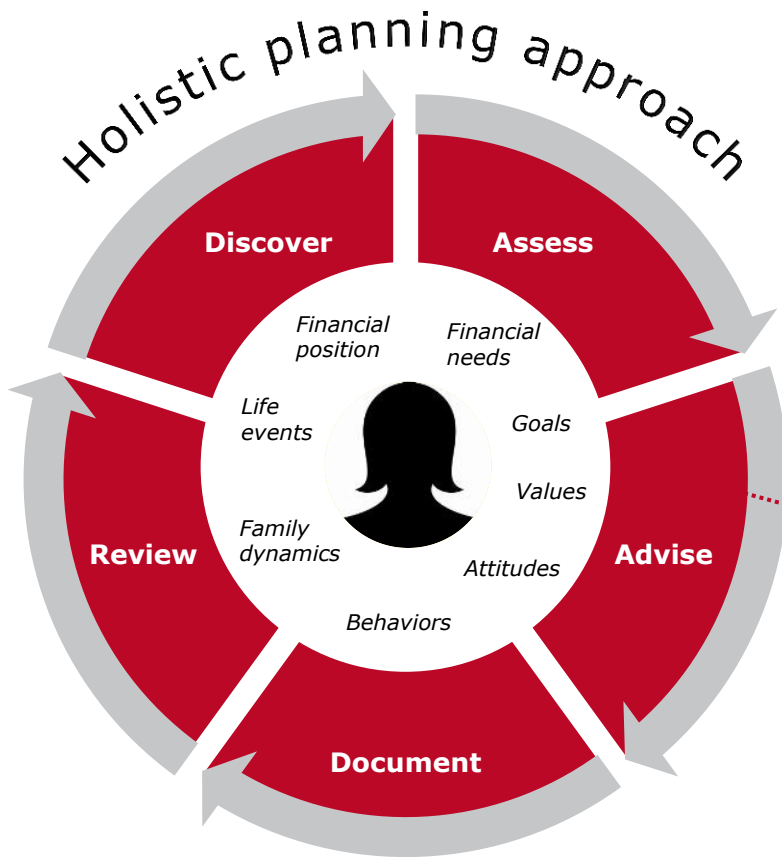 Holistic planning approach
Discover
Assess
Financial
position
Financial
needs
Life
events
Goals
Values
Family
dynamics
Attitudes
Behaviors
Review
Advise
Document